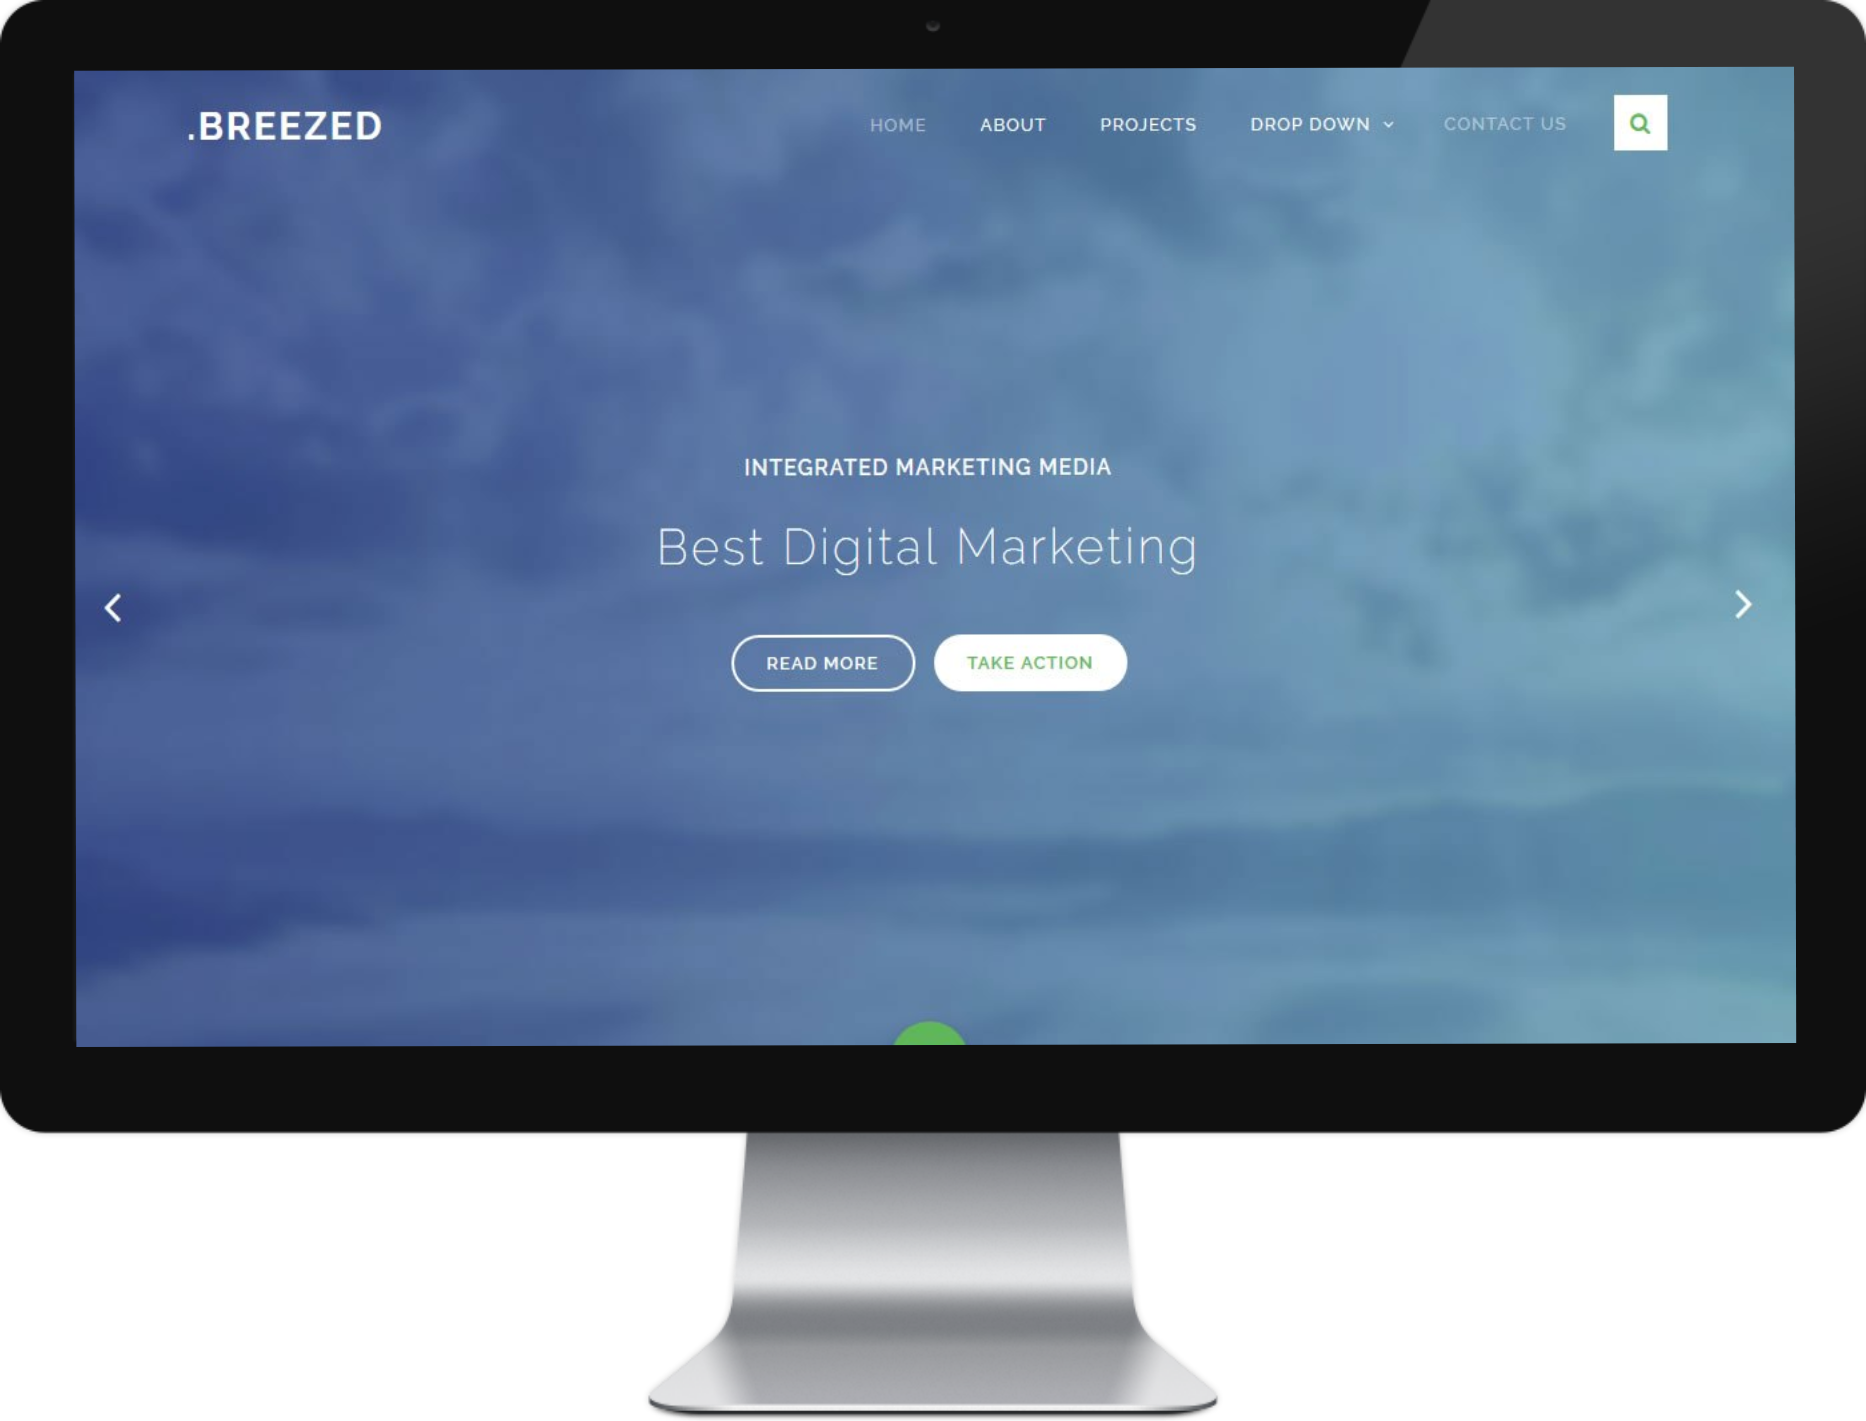 .BREEZED
HOME ABOUT PROJECTS DROP DOWN CONTACT US
INTEGRATED MARKETING MEDIA
Best Digital Marketing
READ MORE TAKE ACTION